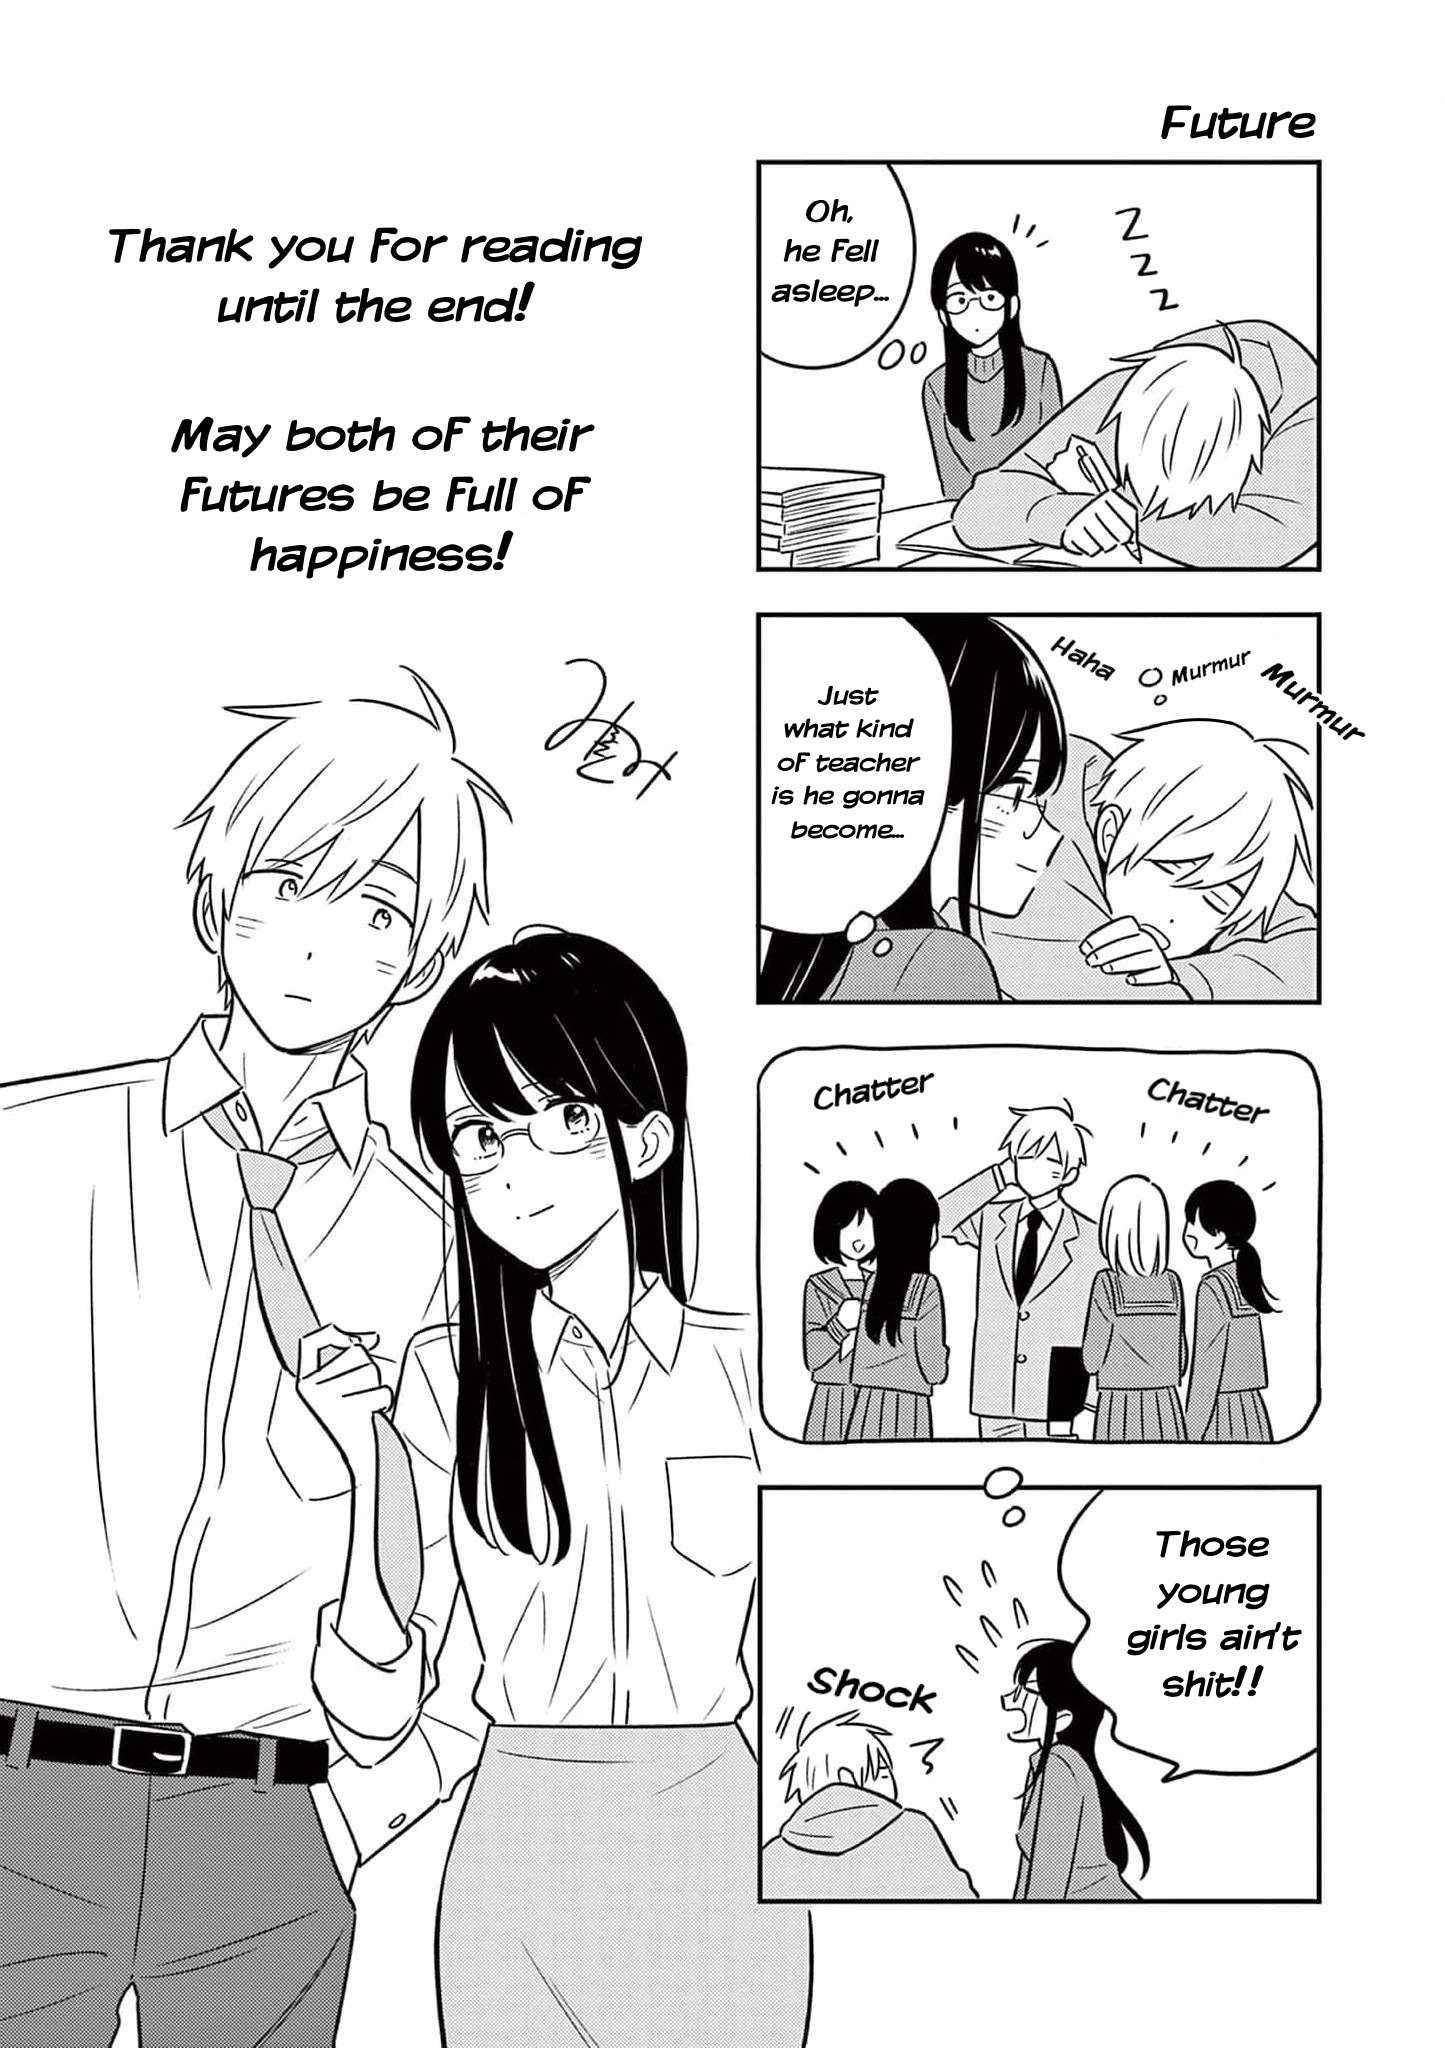 Future
Oh,
he fell
asleep...
Z
Z
Z
Haha
Murmur
Murmur
Just
what kind
of teacher
is he gonna
become...
Chatter
Chatter
Those
young
girls ain't
shit!!
Shock
Thank you for reading
until the end!
May both of their
futures be full of
happiness!